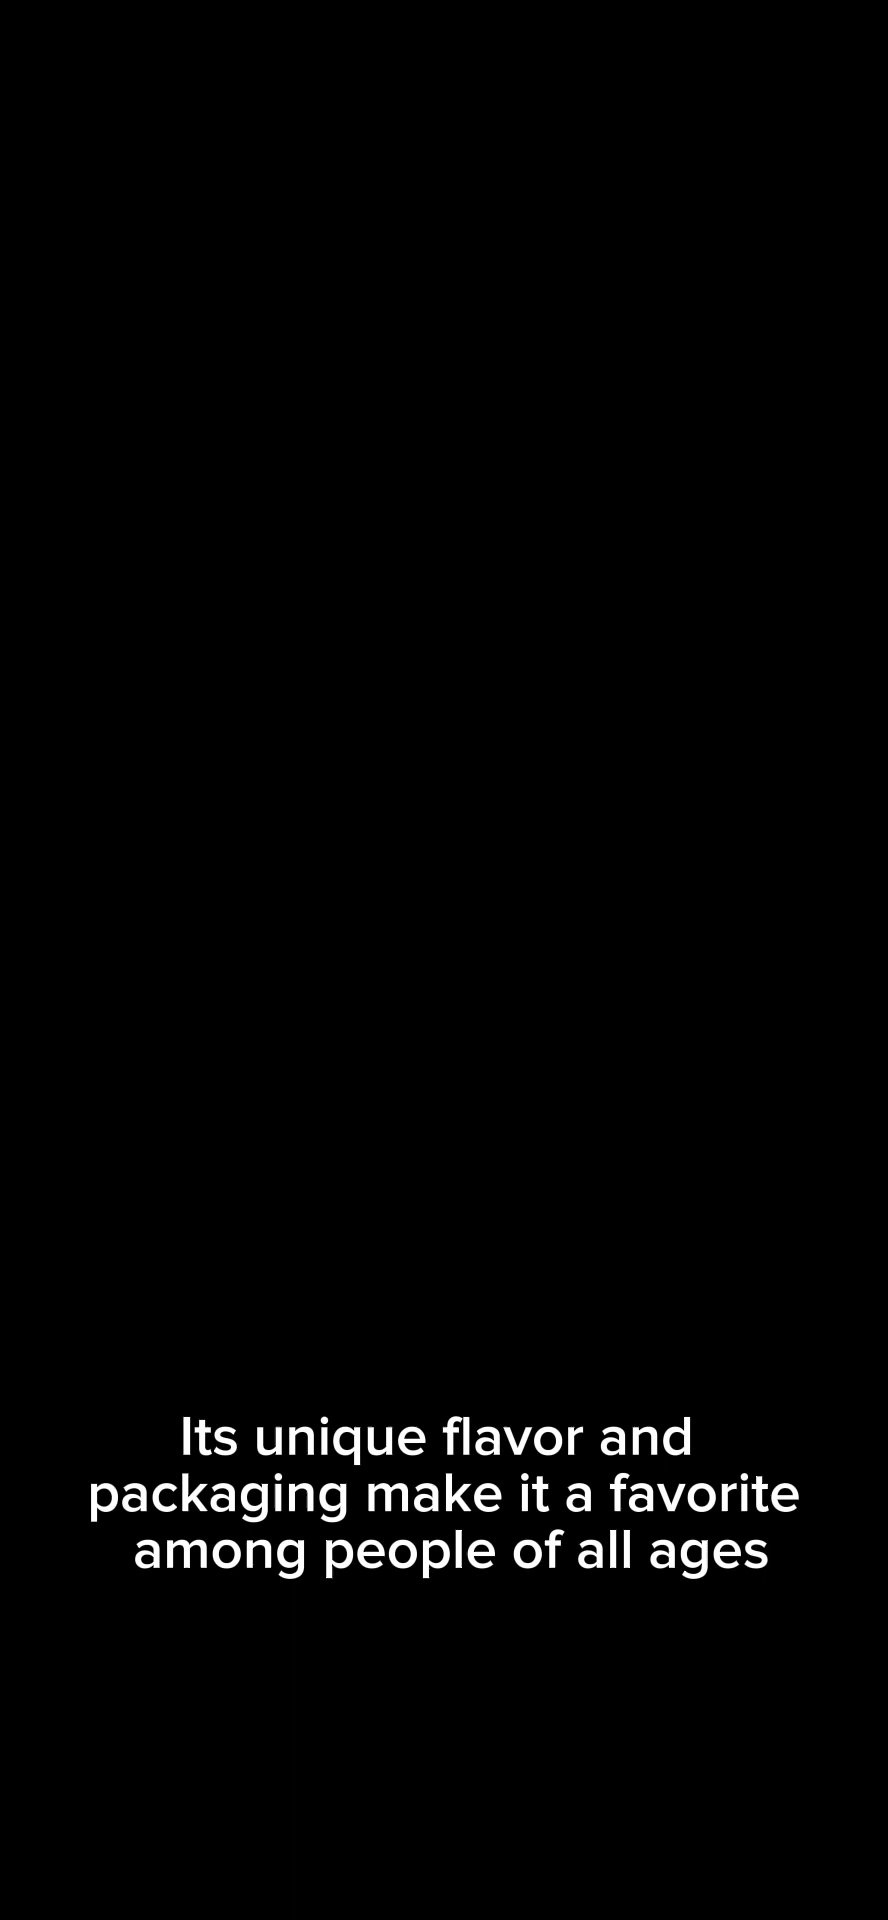 Its unique flavor and
packaging make it a favorite
among people of all ages